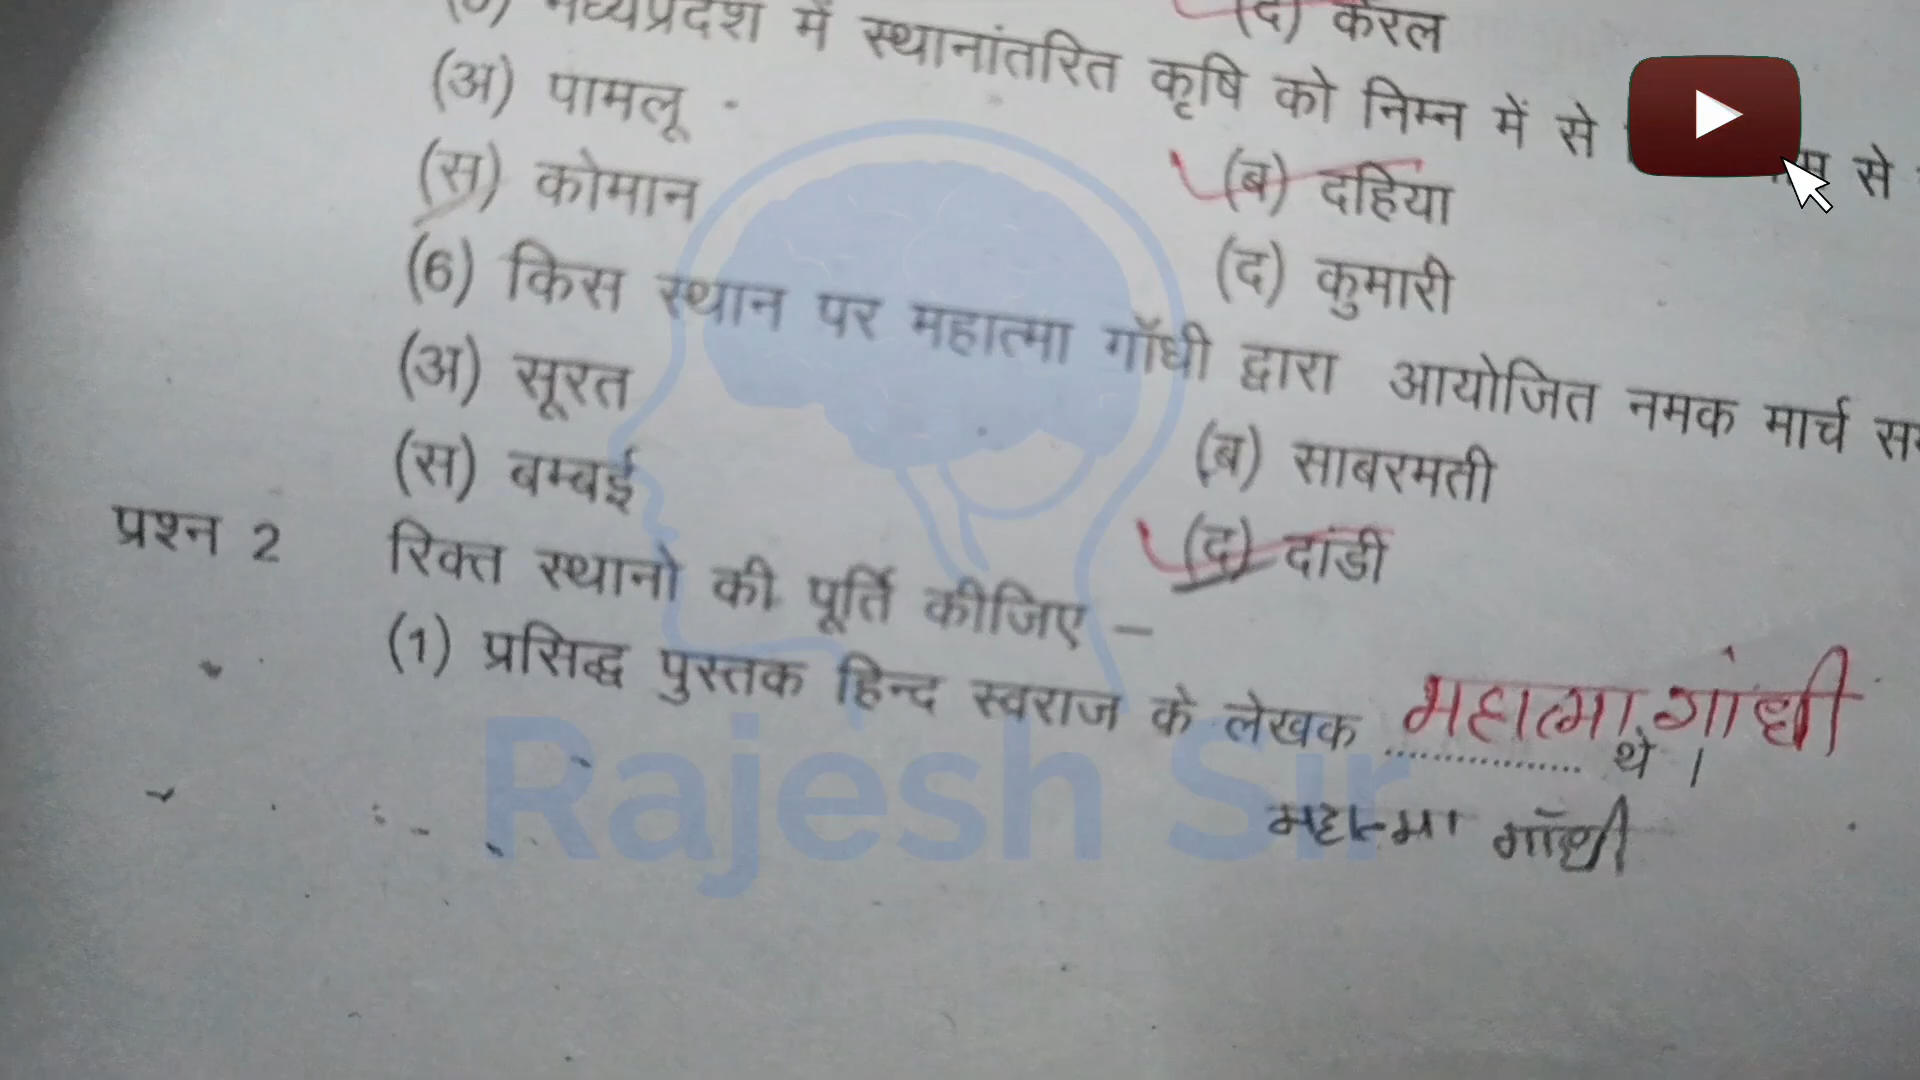 (द) केरल
मध्यप्रदेश में स्थानांतरित कृषि को निम्न में से से
(अ) पामलू
(ब) दहिया
(स) कोमान
(द) कुमारी
(6) किस स्थान पर महात्मा गॉधी द्वारा आयोजित नमक मार्च
(अ) सूरत
(ब) साबरमती
(स) बम्बई
(द) दांडी
प्रश्न 2 रिक्त स्थानो की पूर्ति कीजिए –
(1) प्रसिद्ध पुस्तक हिन्द स्वराज के लेखक महात्मा गांधी ................. थे ।
महात्मा गॉधी
Rajesh Sir